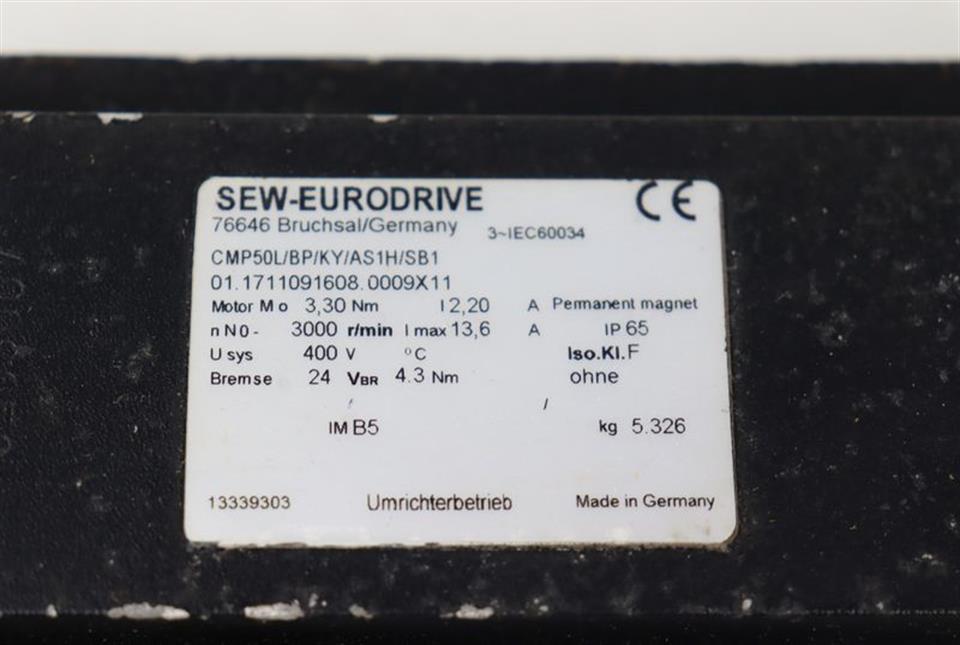 SEW-EURODRIVE CE
76646 Bruchsal/Germany 3~IEC60034
CMP50L/BP/KY/AS1H/SB1
01.1711091608.0009X11
Motor Mo 3,30 Nm I 2,20 A Permanent magnet
n N0- 3000 r/min I max 13,6 A IP 65
U sys 400 V °C Iso.Kl.F
Bremse 24 VBR 4.3 Nm ohne
/ /
IM B5 kg 5.326
13339303 Umrichterbetrieb Made in Germany